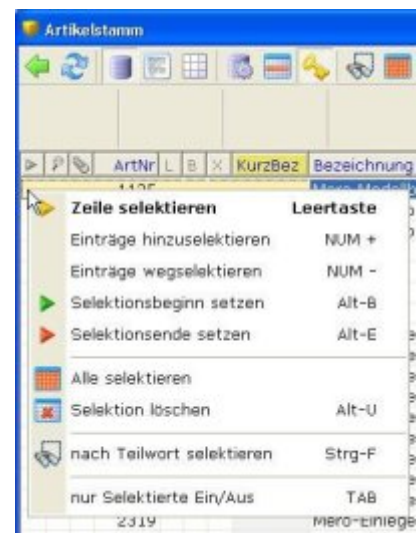 Artikelstamm
ArtNr L B X KurzBez Bezeichnung
Zeile selektieren Leertaste
Einträge hinzuselektieren NUM +
Einträge wegselektieren NUM -
Selektionsbeginn setzen Alt-B
Selektionsende setzen Alt-E
Alle selektieren
Selektion löschen Alt-U
nach Teilwort selektieren Strg-F
nur Selektierte Ein/Aus TAB
2319 Mero-Einlege